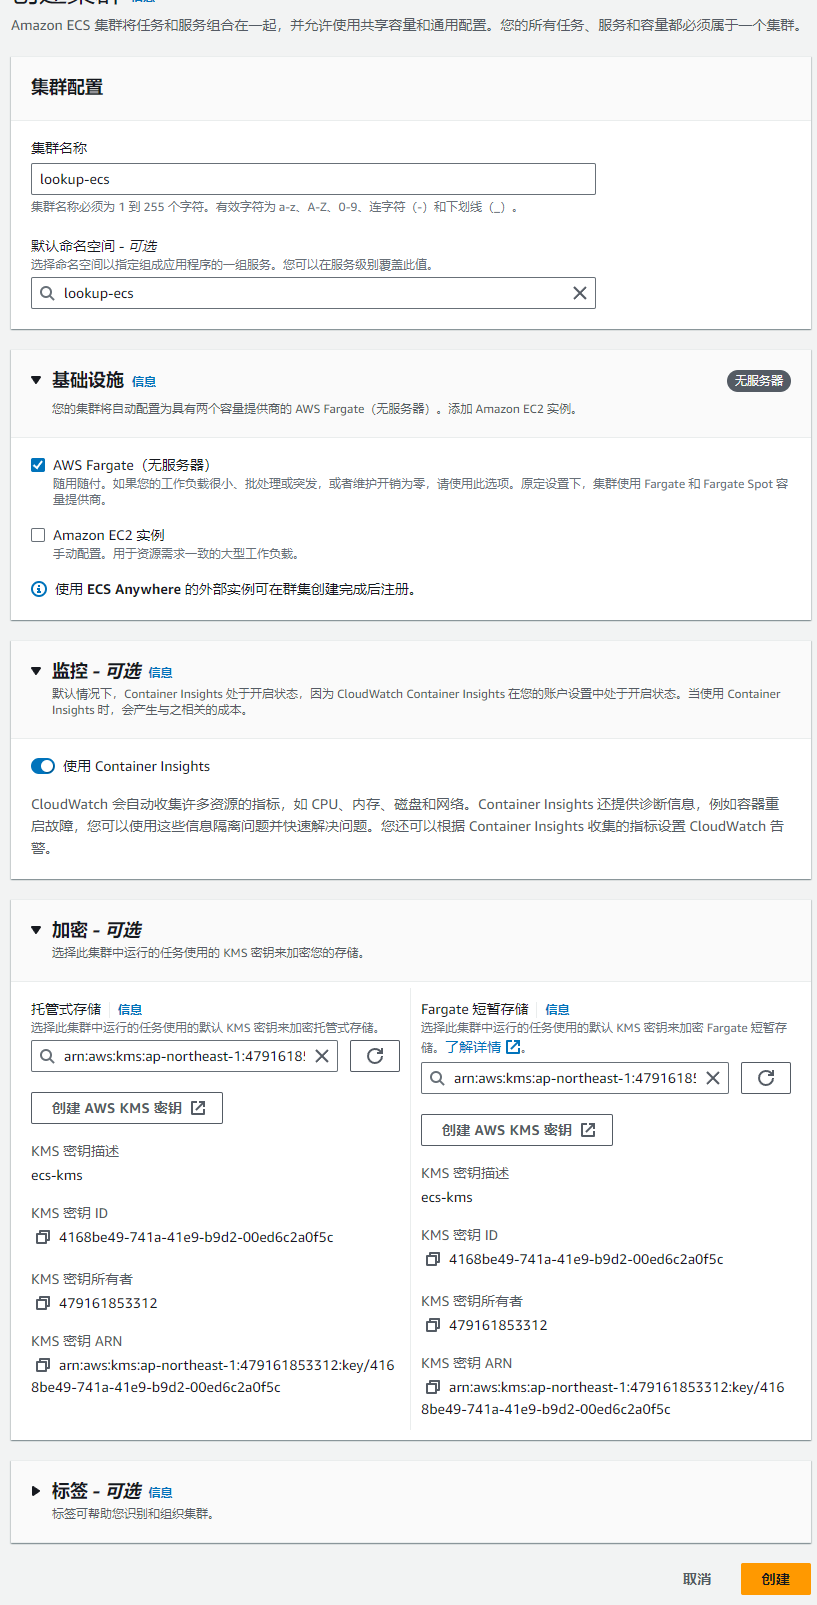 创建集群 信息
Amazon ECS 集群将任务和服务组合在一起，并允许使用共享容量和通用配置。您的所有任务、服务和容量都必须属于一个集群。
集群配置
集群名称
lookup-ecs
集群名称必须为 1 到 255 个字符。有效字符为 a-z、A-Z、0-9、连字符（-）和下划线（_）。
默认命名空间 - 可选
选择命名空间以指定组成应用程序的一组服务。您可以在服务级别覆盖此值。
lookup-ecs
基础设施 信息
无服务器
您的集群将自动配置为具有两个容量提供商的 AWS Fargate（无服务器）。添加 Amazon EC2 实例。
AWS Fargate（无服务器）
随用随付。如果您的工作负载很小、批处理或突发，或者维护开销为零，请使用此选项。原定设置下，集群使用 Fargate 和 Fargate Spot 容
量提供商。
Amazon EC2 实例
手动配置。用于资源需求一致的大型工作负载。
使用 ECS Anywhere 的外部实例可在群集创建完成后注册。
监控 - 可选 信息
默认情况下，Container Insights 处于开启状态，因为 CloudWatch Container Insights 在您的账户设置中处于开启状态。当使用 Container
Insights 时，会产生与之相关的成本。
使用 Container Insights
CloudWatch 会自动收集许多资源的指标，如 CPU、内存、磁盘和网络。Container Insights 还提供诊断信息，例如容器重
启故障，您可以使用这些信息隔离问题并快速解决问题。您还可以根据 Container Insights 收集的指标设置 CloudWatch 告
警。
加密 - 可选
选择此集群中运行的任务使用的 KMS 密钥来加密您的存储。
托管式存储 信息
选择此集群中运行的任务使用的默认 KMS 密钥来加密托管式存储。
arn:aws:kms:ap-northeast-1:47916185
创建 AWS KMS 密钥
KMS 密钥描述
ecs-kms
KMS 密钥 ID
4168be49-741a-41e9-b9d2-00ed6c2a0f5c
KMS 密钥所有者
479161853312
KMS 密钥 ARN
arn:aws:kms:ap-northeast-1:479161853312:key/416
8be49-741a-41e9-b9d2-00ed6c2a0f5c
Fargate 短暂存储 信息
选择此集群中运行的任务使用的默认 KMS 密钥来加密 Fargate 短暂存
储。了解详情。
arn:aws:kms:ap-northeast-1:47916185
创建 AWS KMS 密钥
KMS 密钥描述
ecs-kms
KMS 密钥 ID
4168be49-741a-41e9-b9d2-00ed6c2a0f5c
KMS 密钥所有者
479161853312
KMS 密钥 ARN
arn:aws:kms:ap-northeast-1:479161853312:key/416
8be49-741a-41e9-b9d2-00ed6c2a0f5c
标签 - 可选 信息
标签可帮助您识别和组织集群。
取消
创建